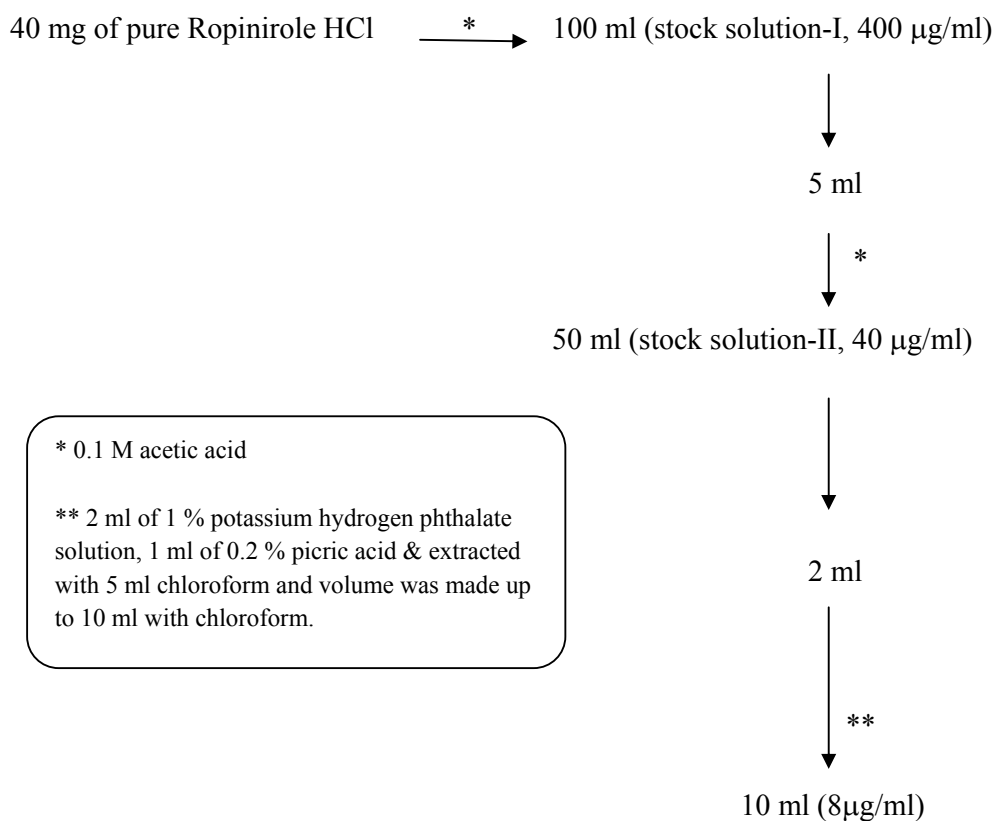 40 mg of pure Ropinirole HCl
*
100 ml (stock solution-I, 400 μg/ml)
5 ml
*
50 ml (stock solution-II, 40 μg/ml)
* 0.1 M acetic acid
** 2 ml of 1 % potassium hydrogen phthalate
solution, 1 ml of 0.2 % picric acid & extracted
with 5 ml chloroform and volume was made up
to 10 ml with chloroform.
2 ml
**
10 ml (8μg/ml)